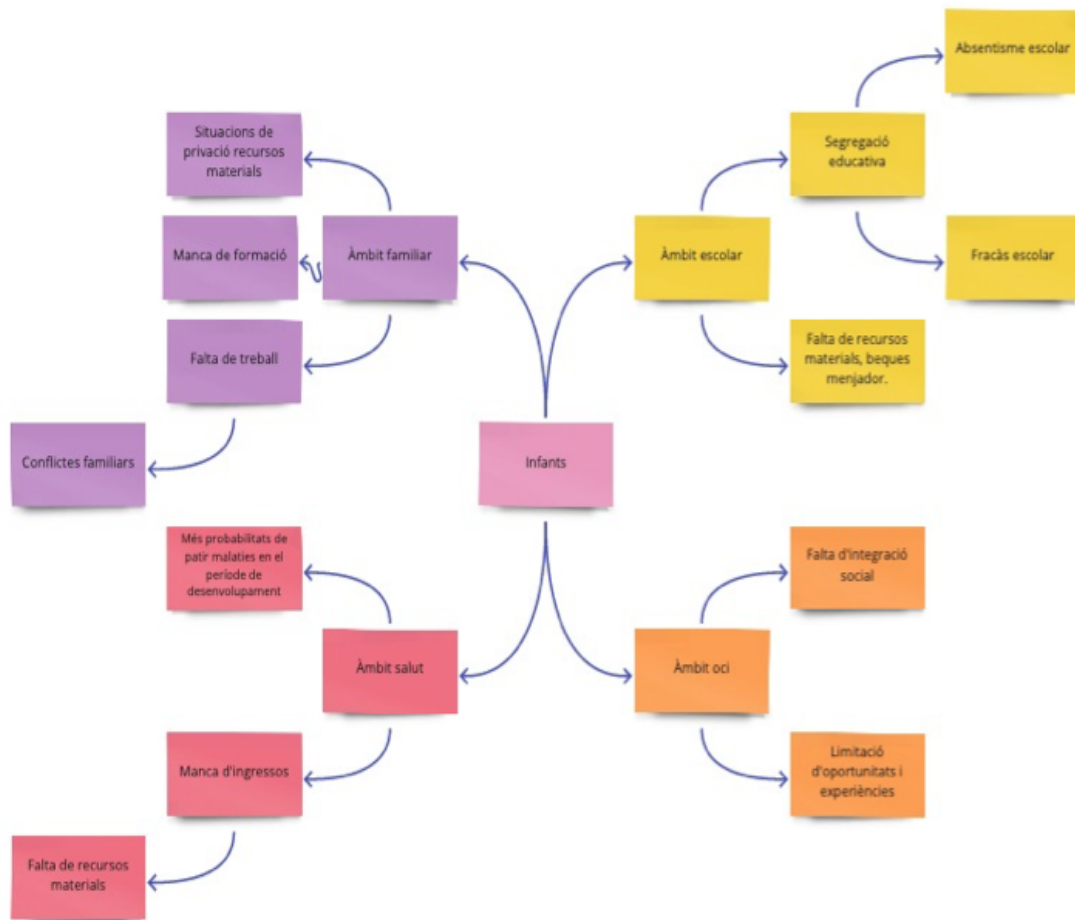 Absentisme escolar
Situacions de
privació recursos
materials
Segregació
educativa
Manca de formació
Àmbit familiar
Àmbit escolar
Fracàs escolar
Falta de treball
Falta de recursos
materials, beques
menjador.
Conflictes familiars
Infants
Més probabilitats de
patir malaties en el
període de
desenvolupament
Falta d'integració
social
Àmbit salut
Àmbit oci
Manca d'ingressos
Limitació
d'oportunitats i
experiències
Falta de recursos
materials